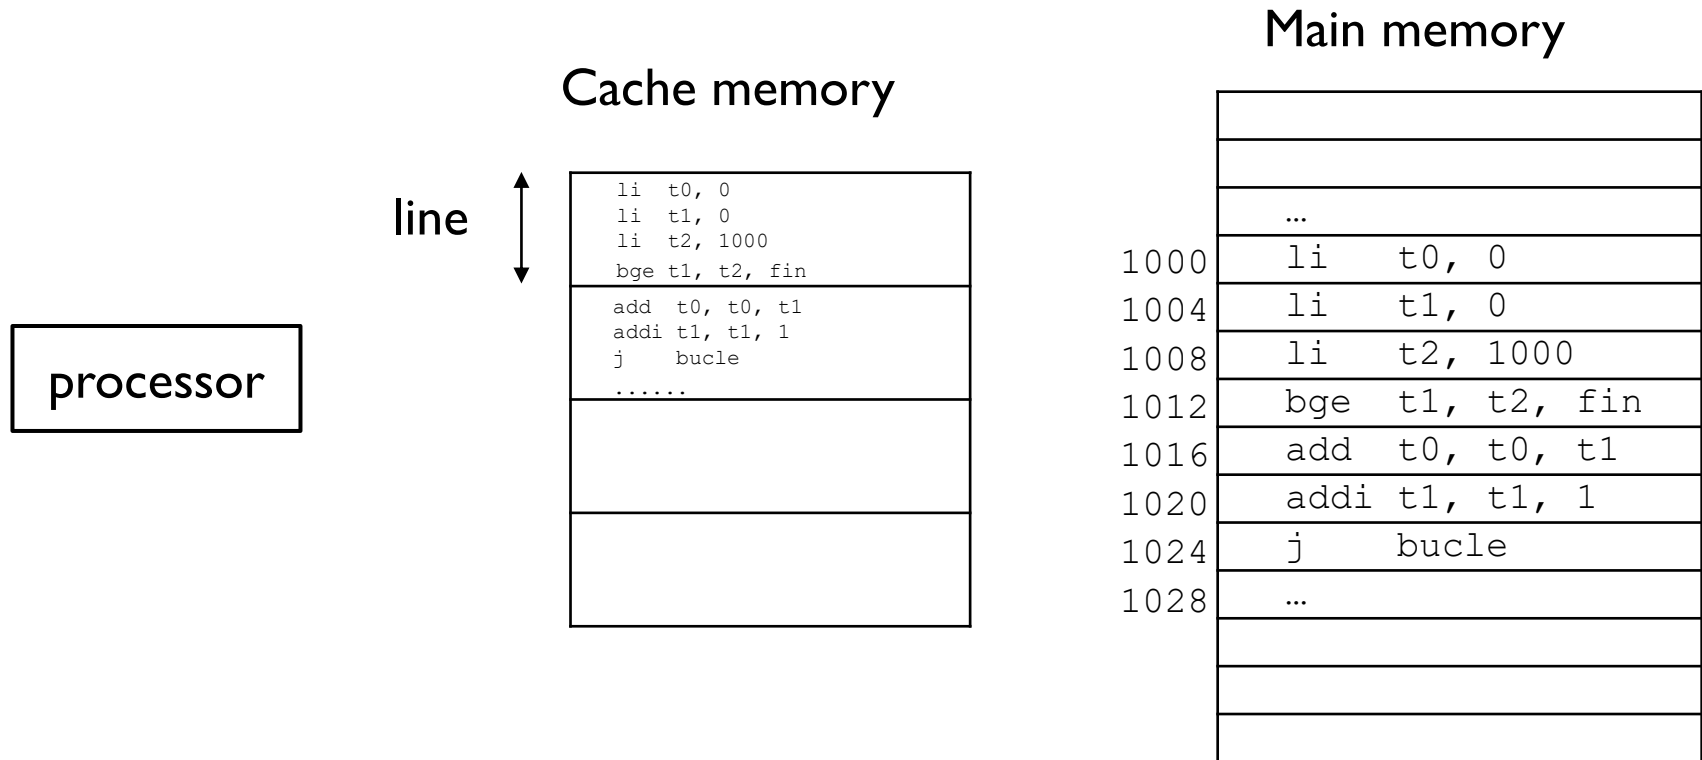 Main memory
Cache memory
line
li t0, 0
li t1, 0
li t2, 1000
bge t1, t2, fin
add t0, t0, t1
addi t1, t1, 1
j bucle
......
processor
…
1000 li t0, 0
1004 li t1, 0
1008 li t2, 1000
1012 bge t1, t2, fin
1016 add t0, t0, t1
1020 addi t1, t1, 1
1024 j bucle
1028 …